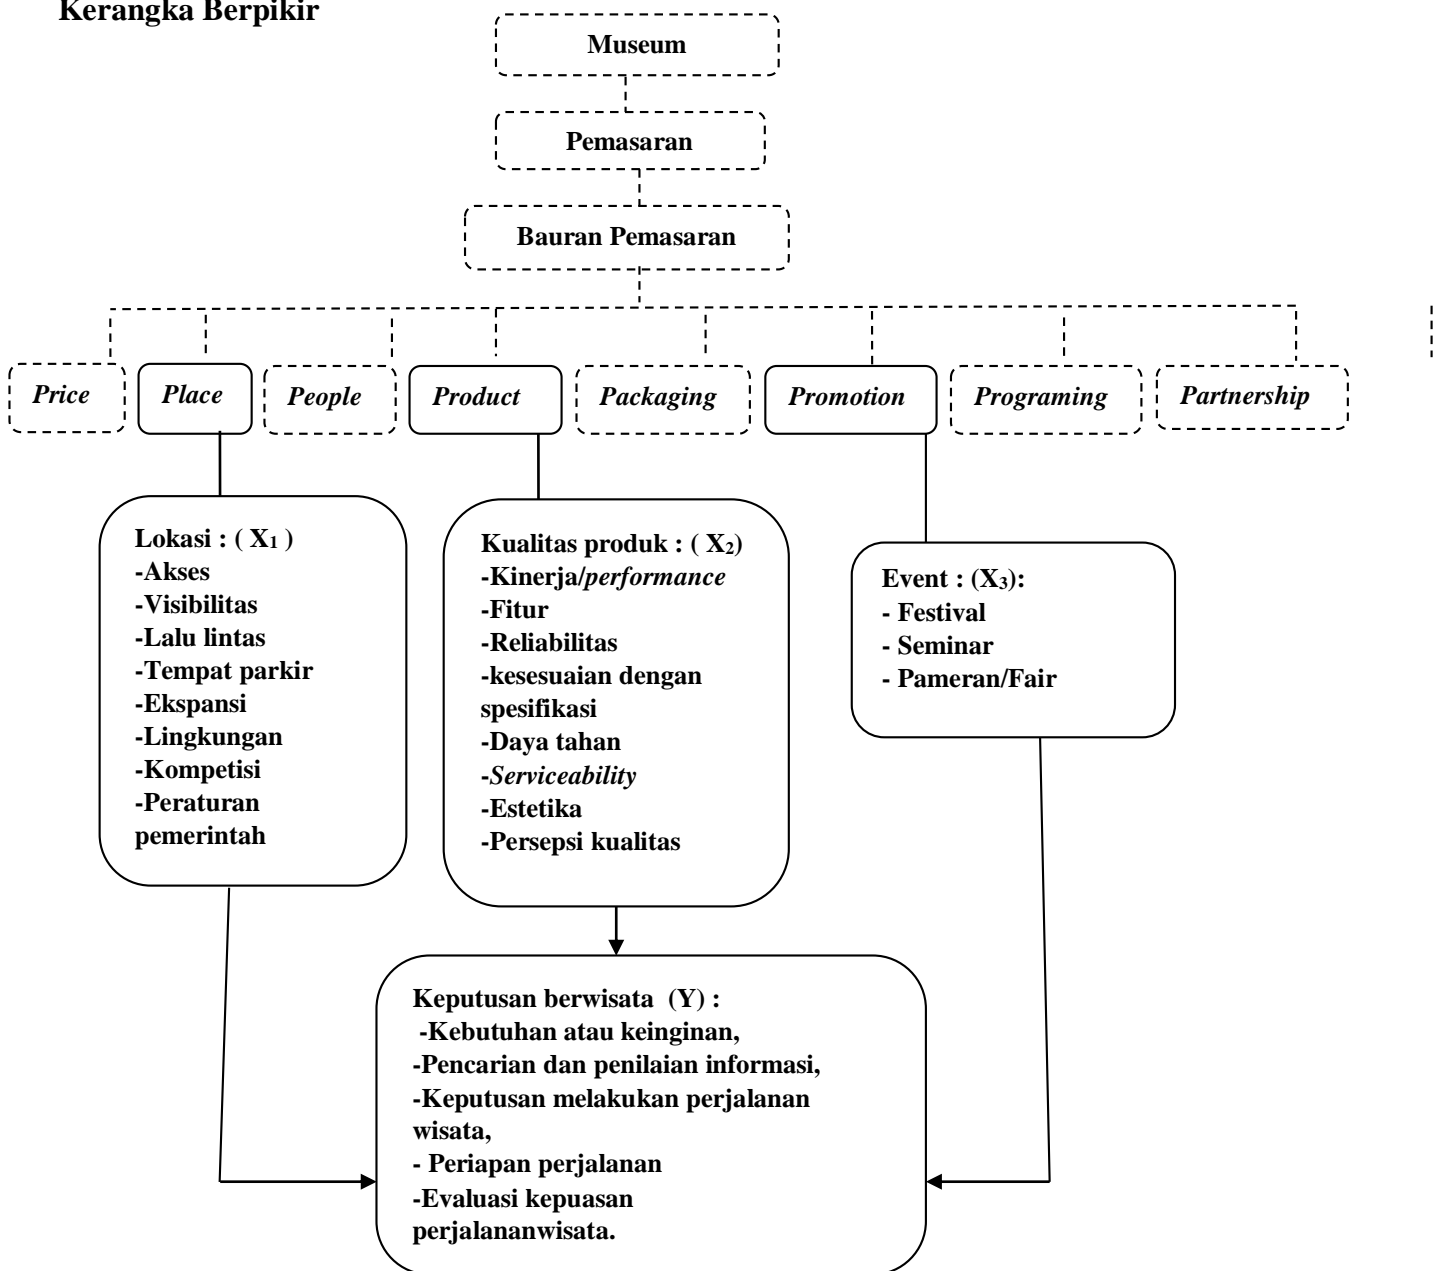 Kerangka Berpikir
Museum
Pemasaran
Bauran Pemasaran
Price
Place
People
Product
Packaging
Promotion
Programing
Partnership
Lokasi : ( X₁ )
-Akses
-Visibilitas
-Lalu lintas
-Tempat parkir
-Ekspansi
-Lingkungan
-Kompetisi
-Peraturan
pemerintah
Kualitas produk : ( X₂)
-Kinerja/performance
-Fitur
-Reliabilitas
-kesesuaian dengan
spesifikasi
-Daya tahan
-Serviceability
-Estetika
-Persepsi kualitas
Event : (X₃):
- Festival
- Seminar
- Pameran/Fair
Keputusan berwisata  (Y) :
-Kebutuhan atau keinginan,
-Pencarian dan penilaian informasi,
-Keputusan melakukan perjalanan
wisata,
- Periapan perjalanan
-Evaluasi kepuasan
perjalananwisata.